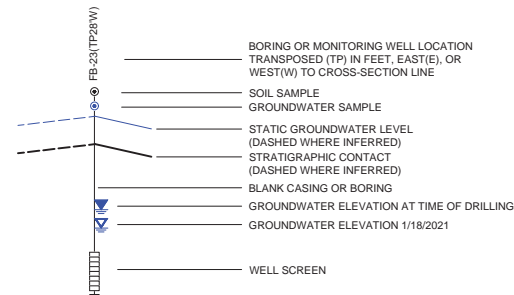 FB-23(TP28'W)
BORING OR MONITORING WELL LOCATION
TRANSPOSED (TP) IN FEET, EAST(E), OR
WEST(W) TO CROSS-SECTION LINE
SOIL SAMPLE
GROUNDWATER SAMPLE
STATIC GROUNDWATER LEVEL
(DASHED WHERE INFERRED)
STRATIGRAPHIC CONTACT
(DASHED WHERE INFERRED)
BLANK CASING OR BORING
GROUNDWATER ELEVATION AT TIME OF DRILLING
GROUNDWATER ELEVATION 1/18/2021
WELL SCREEN